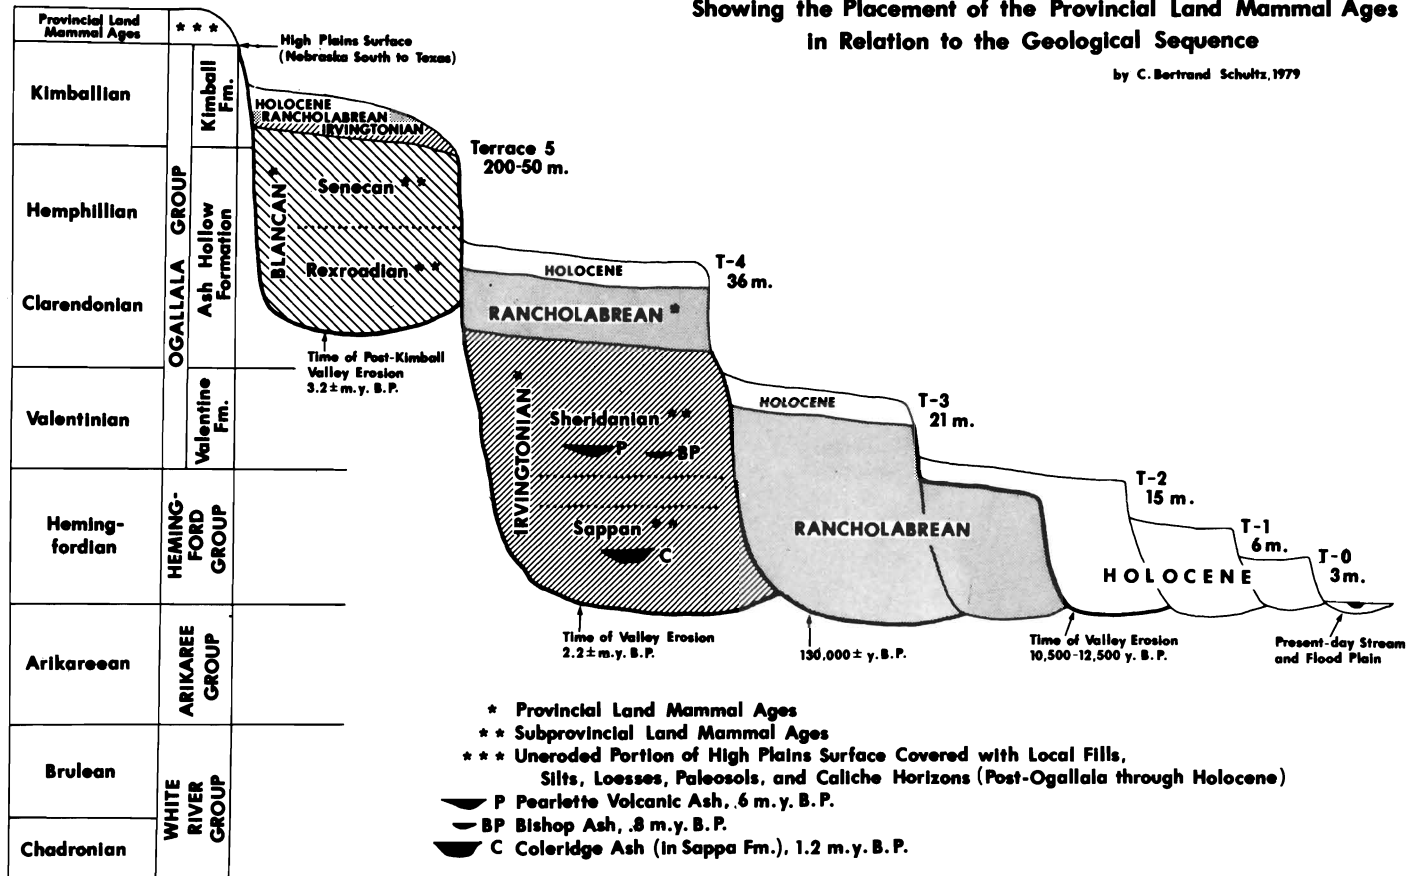 Showing the Placement of the Provincial Land Mammal Ages
in Relation to the Geological Sequence
by C. Bertrand Schultz, 1979
Provincial Land
Mammal Ages
* * *
High Plains Surface
(Nebraska South to Texas)
Kimballian
Hemphillian
Clarendonian
Valentinian
Heming-
fordian
Arikareean
Brulean
Chadronian
OGALLALA GROUP
Kimball
Fm.
Ash Hollow
Formation
Valentine
Fm.
HEMING-
FORD
GROUP
ARIKAREE
GROUP
WHITE
RIVER
GROUP
HOLOCENE
RANCHOLABREAN
IRVINGTONIAN
Terrace 5
200-50 m.
BLANCAN *
Senecan * *
Rexroadian * *
Time of Post-Kimball
Valley Erosion
3.2 ± m.y. B.P.
HOLOCENE
T-4
36 m.
RANCHOLABREAN *
IRVINGTONIAN *
Sheridanian * *
P
BP
Sappan * *
C
Time of Valley Erosion
2.2 ± m.y. B.P.
HOLOCENE
T-3
21 m.
RANCHOLABREAN
130,000 ± y. B.P.
T-2
15 m.
T-1
6 m.
T-0
3m.
HOLOCENE
Time of Valley Erosion
10,500-12,500 y. B.P.
Present-day Stream
and Flood Plain
* Provincial Land Mammal Ages
* * Subprovincial Land Mammal Ages
* * * Uneroded Portion of High Plains Surface Covered with Local Fills,
Silts, Loesses, Paleosols, and Caliche Horizons (Post-Ogallala through Holocene)
P Pearlette Volcanic Ash, .6 m.y. B.P.
BP Bishop Ash, .8 m.y. B.P.
C Coleridge Ash (in Sappa Fm.), 1.2 m.y. B.P.